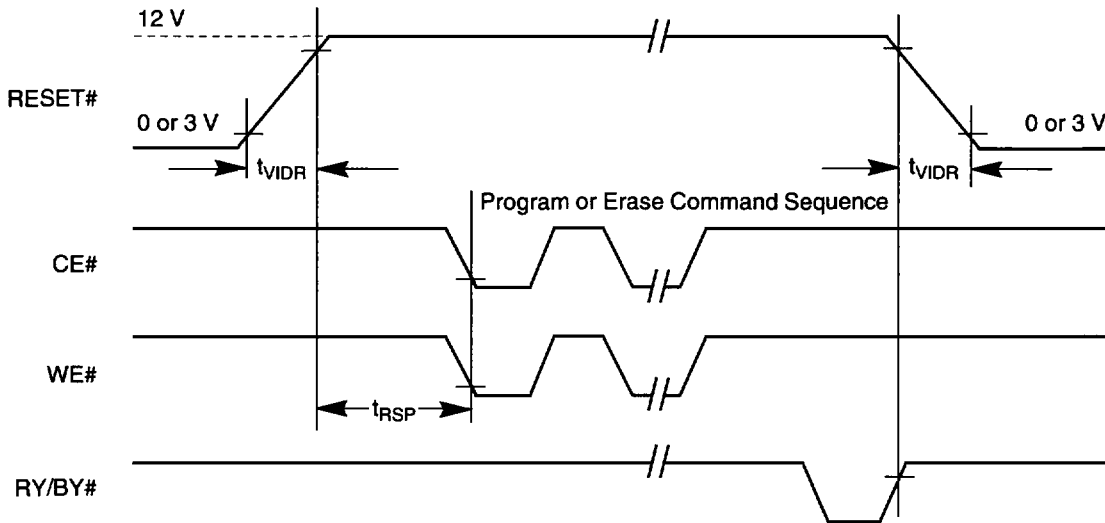 12 V
RESET#
0 or 3 V
0 or 3 V
tVIDR
tVIDR
Program or Erase Command Sequence
CE#
WE#
tRSP
RY/BY#